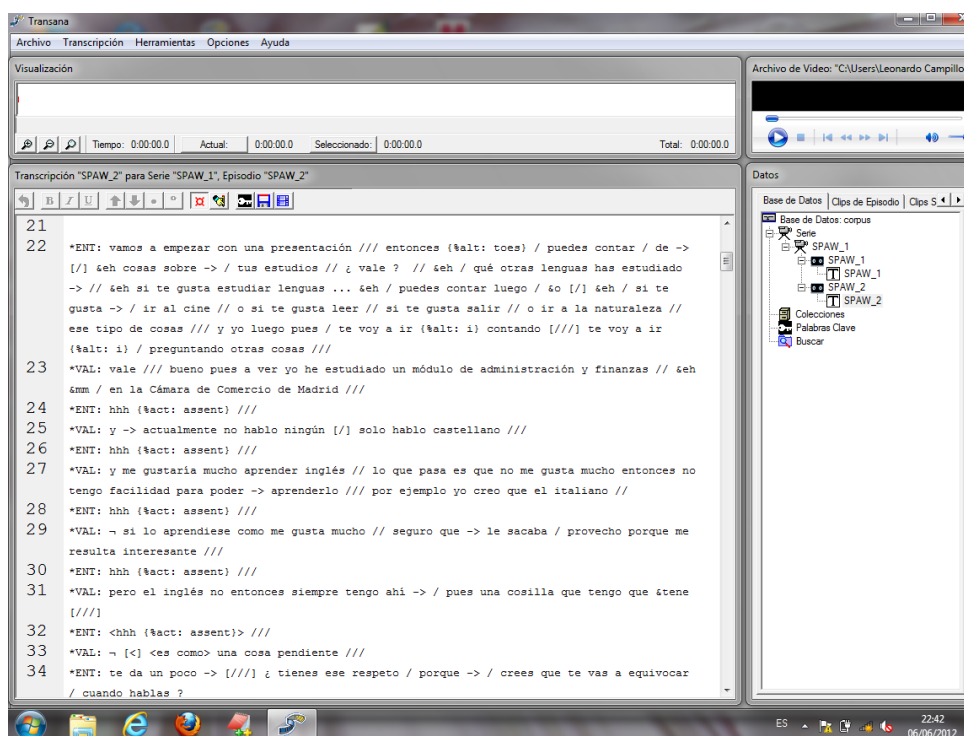 Transana
Archivo Transcripción Herramientas Opciones Ayuda
Visualización
Tiempo: 0:00:00.0 Actual: 0:00:00.0 Seleccionado: 0:00:00.0 Total: 0:00:00.0
Archivo de Video: "C:\Users\Leonardo Campillo
Transcripción "SPAW_2" para Serie "SPAW_1", Episodio "SPAW_2"
B I U
21
22 *ENT: vamos a empezar con una presentación /// entonces {%alt: toes} / puedes contar / de ->
[/] &eh cosas sobre -> / tus estudios // ¿ vale ? // &eh / qué otras lenguas has estudiado
-> // &eh si te gusta estudiar lenguas ... &eh / puedes contar luego / &o [/] &eh / si te
gusta -> / ir al cine // o si te gusta leer // si te gusta salir // o ir a la naturaleza //
ese tipo de cosas /// y yo luego pues / te voy a ir {%alt: i} contando [///] te voy a ir
{%alt: i} / preguntando otras cosas ///
23 *VAL: vale /// bueno pues a ver yo he estudiado un módulo de administración y finanzas // &eh
&mm / en la Cámara de Comercio de Madrid ///
24 *ENT: hhh {%act: assent} ///
25 *VAL: y -> actualmente no hablo ningún [/] solo hablo castellano ///
26 *ENT: hhh {%act: assent} ///
27 *VAL: y me gustaría mucho aprender inglés // lo que pasa es que no me gusta mucho entonces no
tengo facilidad para poder -> aprenderlo /// por ejemplo yo creo que el italiano //
28 *ENT: hhh {%act: assent} ///
29 *VAL: ¬ si lo aprendiese como me gusta mucho // seguro que -> le sacaba / provecho porque me
resulta interesante ///
30 *ENT: hhh {%act: assent} ///
31 *VAL: pero el inglés no entonces siempre tengo ahí -> / pues una cosilla que tengo que &tene
[///]
32 *ENT: <hhh {%act: assent}> ///
33 *VAL: ¬ [<] <es como> una cosa pendiente ///
34 *ENT: te da un poco -> [///] ¿ tienes ese respeto / porque -> / crees que te vas a equivocar
/ cuando hablas ?
Datos
Base de Datos Clips de Episodio Clips S
Base de Datos: corpus
Serie
SPAW_1
SPAW_1
SPAW_1
SPAW_2
SPAW_2
Colecciones
Palabras Clave
Buscar
ES 22:42
06/06/2012